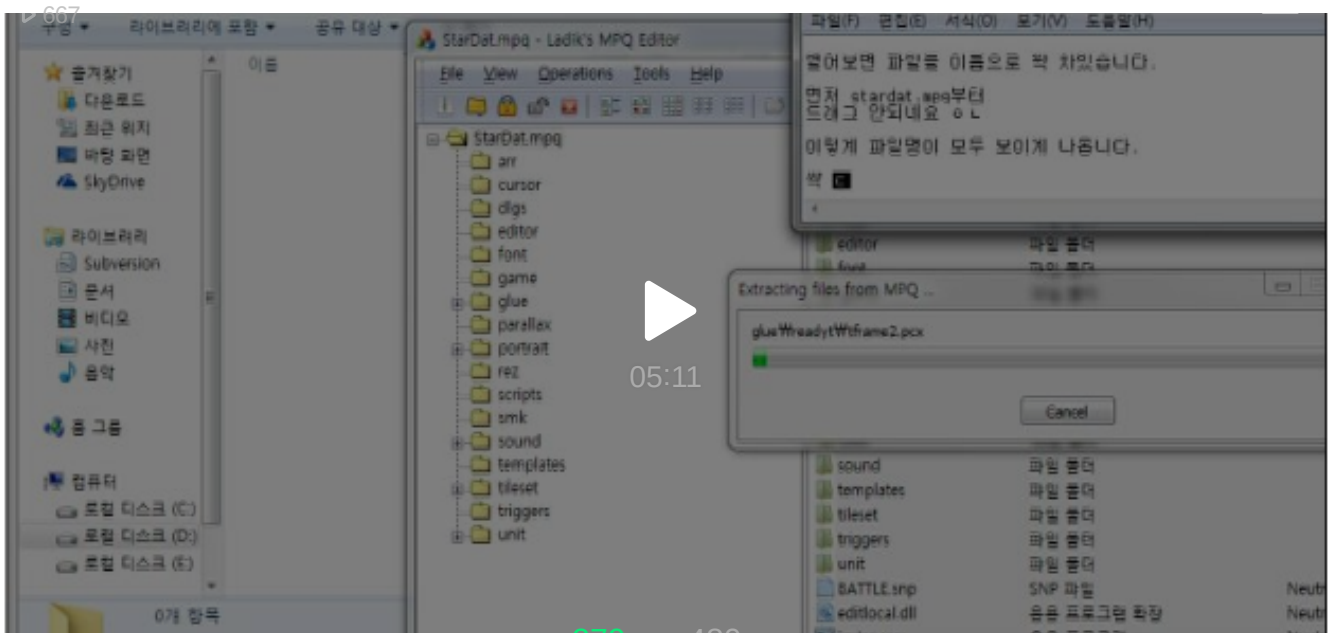 667
구성 ▾ 라이브러리에 포함 ▾ 공유 대상 ▾
이름
즐겨찾기
다운로드
최근 위치
바탕 화면
SkyDrive
라이브러리
Subversion
문서
비디오
사진
음악
홈 그룹
컴퓨터
로컬 디스크 (C:)
로컬 디스크 (D:)
로컬 디스크 (E:)
0개 항목
StarDat.mpq - Ladik's MPQ Editor
File View Operations Tools Help
StarDat.mpq
arr
cursor
dlgs
editor
font
game
glue
parallax
portrait
rez
scripts
smk
sound
templates
tileset
triggers
unit
파일(F) 편집(E) 서식(O) 보기(V) 도움말(H)
열어보면 파일을 이름으로 꽉 차있습니다.
먼저 stardat.mpq부터
드래그 안되네요 ㅇㄴ
이렇게 파일명이 모두 보이게 나옵니다.
싹
editor 파일 폴더
font 파일 폴더
Extracting files from MPQ ...
glue₩readyt₩tframe2.pcx
Cancel
05:11
sound 파일 폴더
templates 파일 폴더
tileset 파일 폴더
triggers 파일 폴더
unit 파일 폴더
BATTLE.snp SNP 파일
editlocal.dll 응용 프로그램 확장